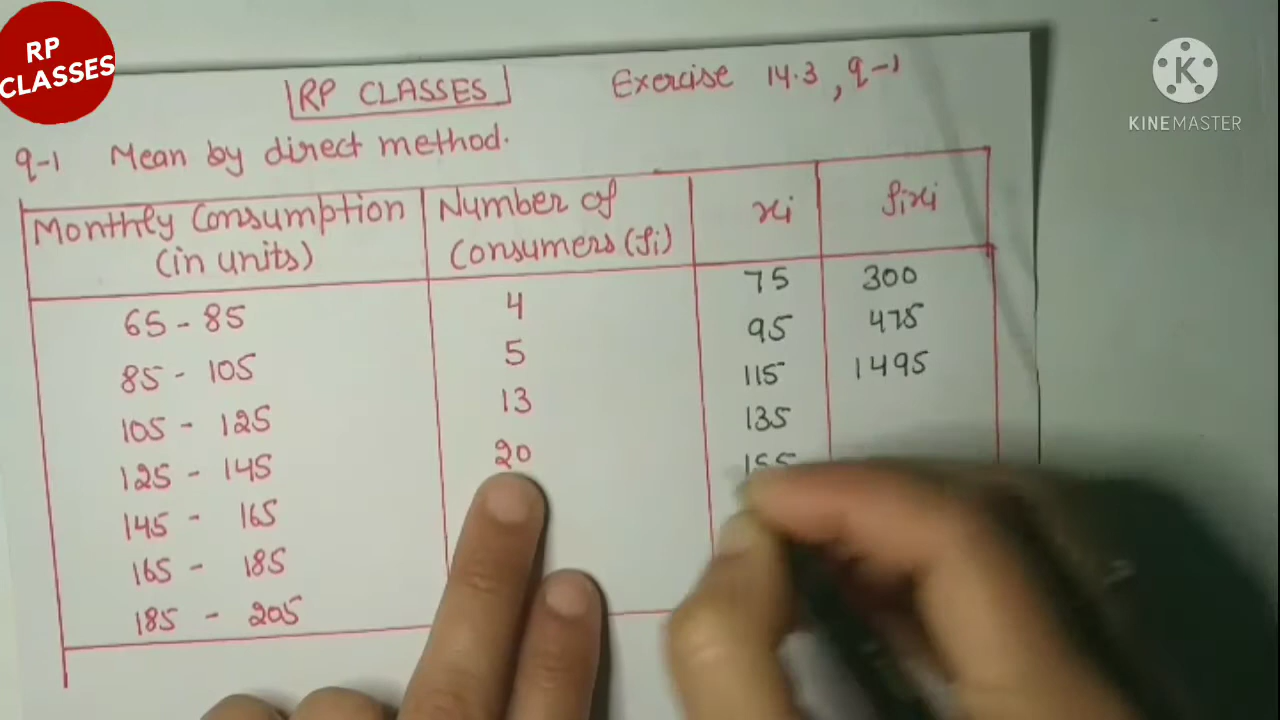 RP
CLASSES
RP CLASSES Exercise 14.3, q-1
KINEMASTER
q-1 Mean by direct method.
Monthly Consumption (in units) Number of Consumers (fi) xi fixi
65 - 85 4 75 300
85 - 105 5 95 475
105 - 125 13 115 1495
125 - 145 20 135
145 - 165 155
165 - 185
185 - 205